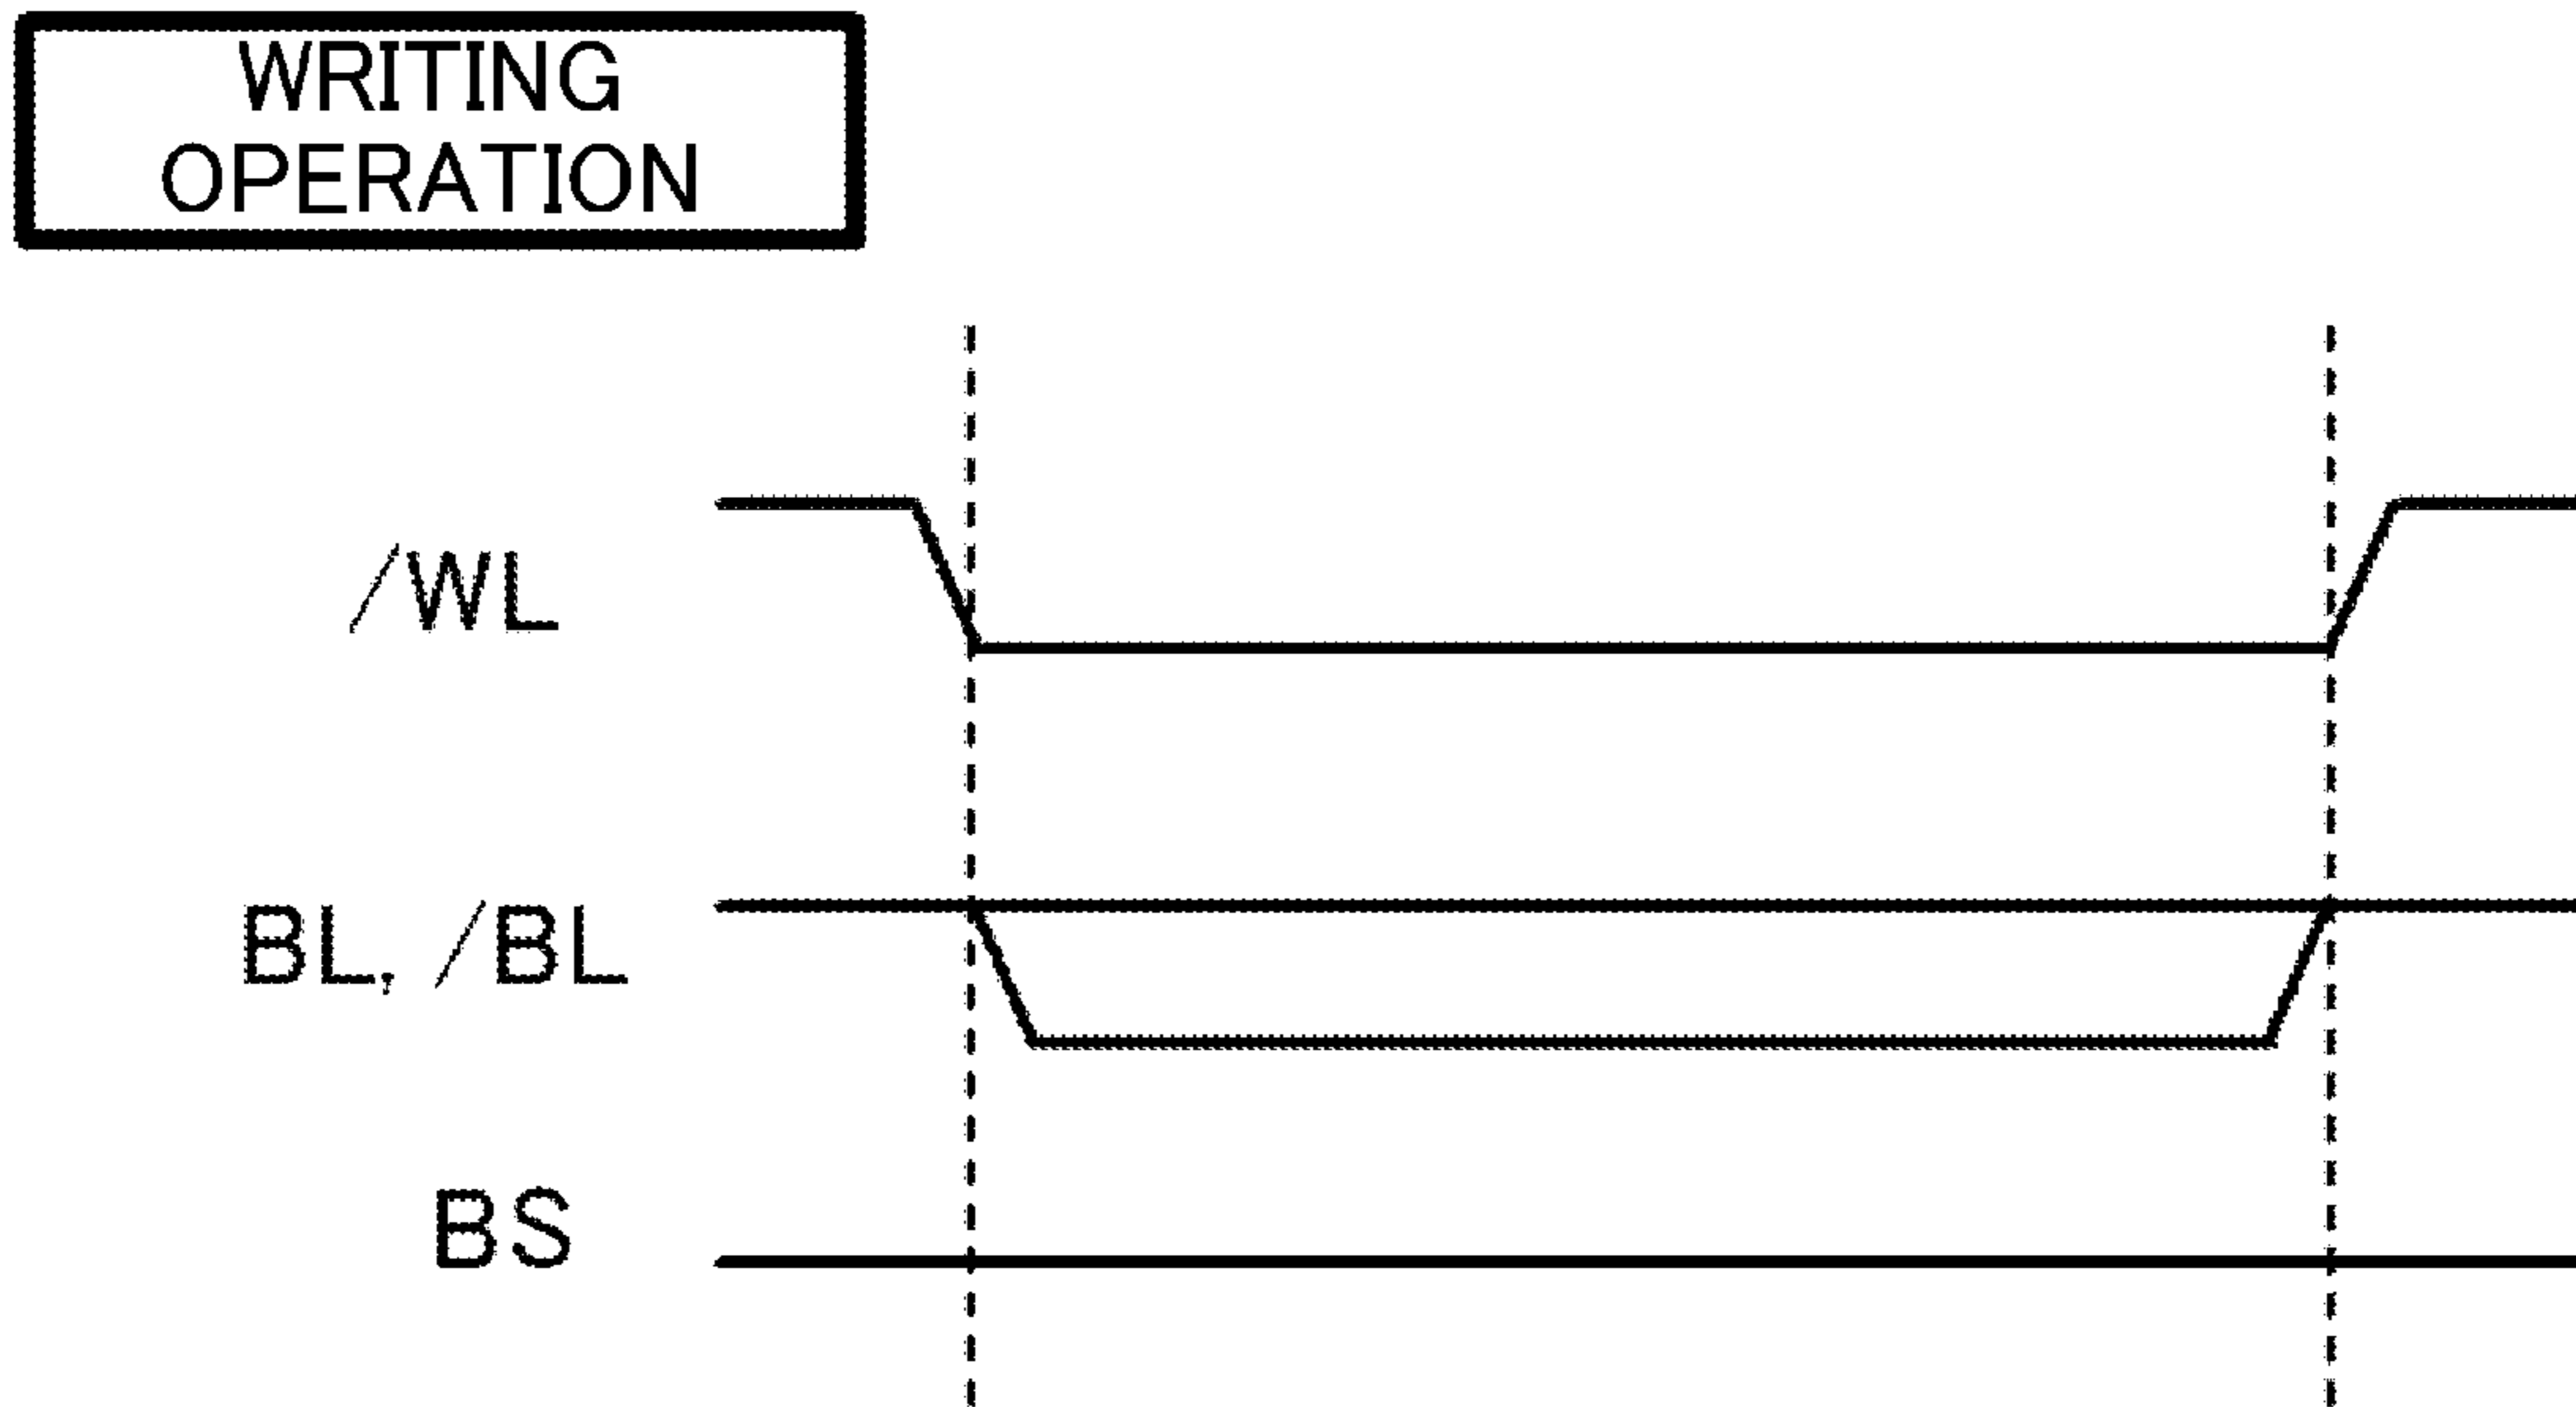 WRITING
OPERATION
/WL
BL, /BL
BS